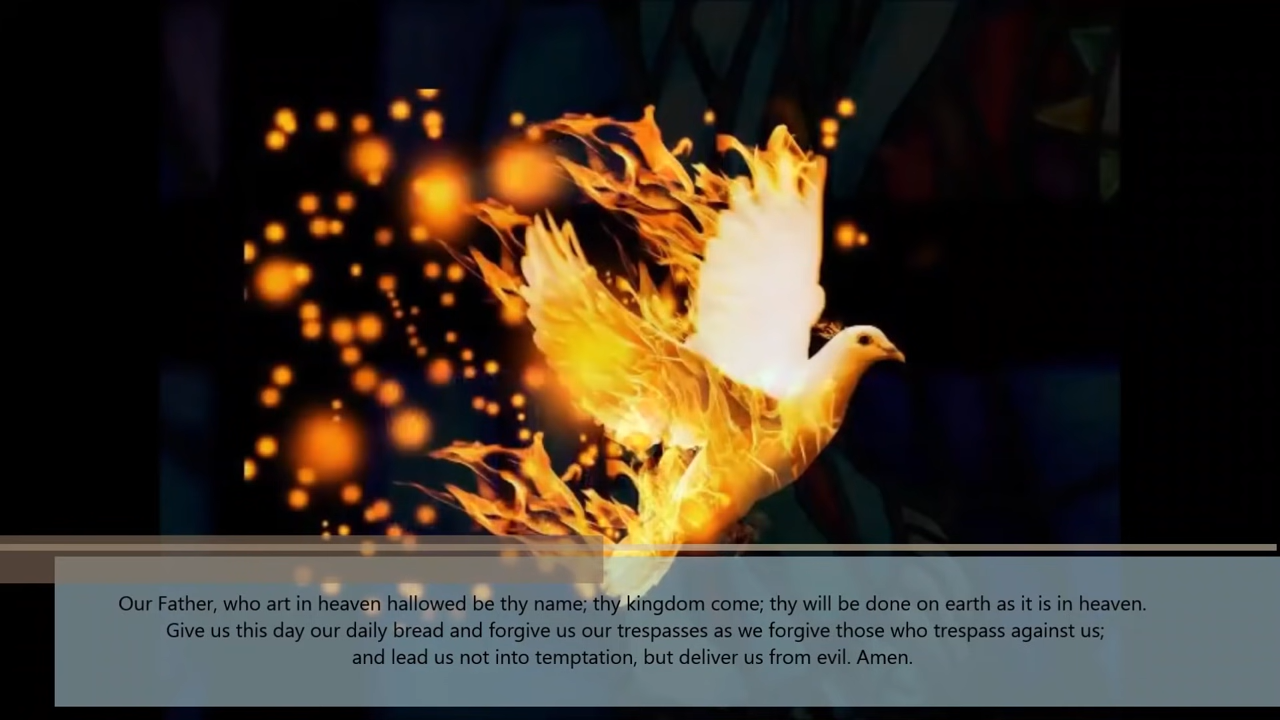 Our Father, who art in heaven hallowed be thy name; thy kingdom come; thy will be done on earth as it is in heaven.
Give us this day our daily bread and forgive us our trespasses as we forgive those who trespass against us;
and lead us not into temptation, but deliver us from evil. Amen.